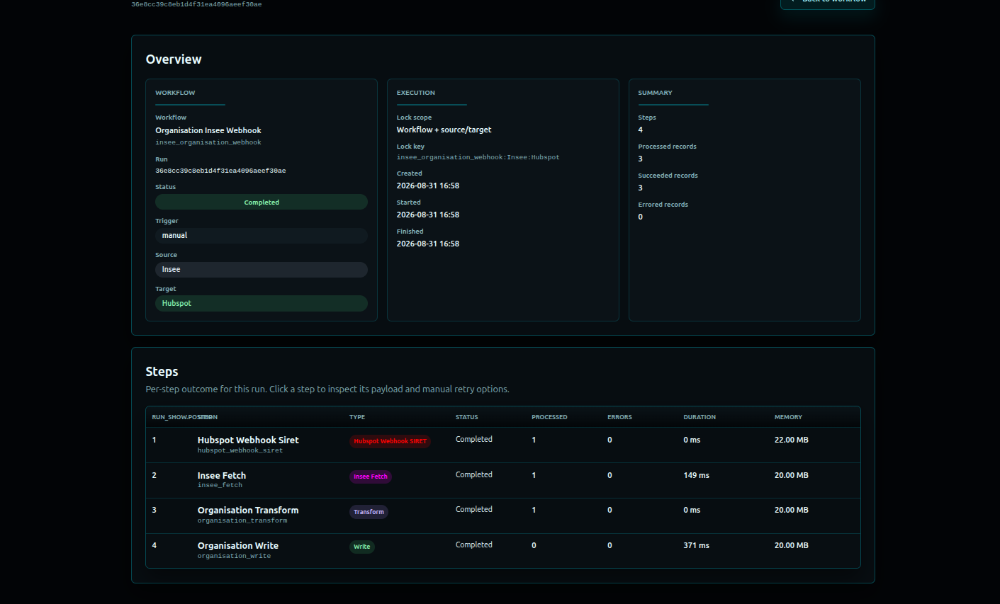 36e8cc39c8eb1d4f31ea4096aeef30ae
Back to workflow
Overview
WORKFLOW
Workflow
Organisation Insee Webhook
insee_organisation_webhook
Run
36e8cc39c8eb1d4f31ea4096aeef30ae
Status
Completed
Trigger
manual
Source
Insee
Target
Hubspot
EXECUTION
Lock scope
Workflow + source/target
Lock key
insee_organisation_webhook:Insee:Hubspot
Created
2026-08-31 16:58
Started
2026-08-31 16:58
Finished
2026-08-31 16:58
SUMMARY
Steps
4
Processed records
3
Succeeded records
3
Errored records
0
Steps
Per-step outcome for this run. Click a step to inspect its payload and manual retry options.
RUN_SHOW.POSITION STEP TYPE STATUS PROCESSED ERRORS DURATION MEMORY
1 Hubspot Webhook Siret Hubspot Webhook SIRET Completed 1 0 0 ms 22.00 MB
hubspot_webhook_siret
2 Insee Fetch Insee Fetch Completed 1 0 149 ms 20.00 MB
insee_fetch
3 Organisation Transform Transform Completed 1 0 0 ms 20.00 MB
organisation_transform
4 Organisation Write Write Completed 0 0 371 ms 20.00 MB
organisation_write